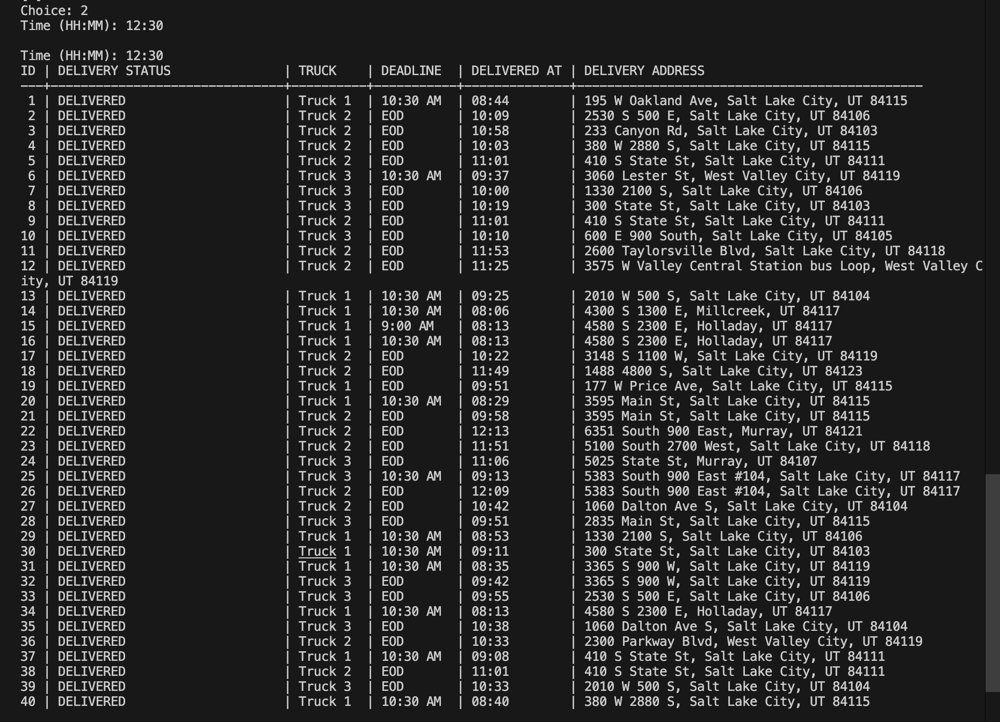 Choice: 2
Time (HH:MM): 12:30
Time (HH:MM): 12:30
ID | DELIVERY STATUS | TRUCK | DEADLINE | DELIVERED AT | DELIVERY ADDRESS
1 | DELIVERED | Truck 1 | 10:30 AM | 08:44 | 195 W Oakland Ave, Salt Lake City, UT 84115
2 | DELIVERED | Truck 2 | EOD | 10:09 | 2530 S 500 E, Salt Lake City, UT 84106
3 | DELIVERED | Truck 2 | EOD | 10:58 | 233 Canyon Rd, Salt Lake City, UT 84103
4 | DELIVERED | Truck 2 | EOD | 10:03 | 380 W 2880 S, Salt Lake City, UT 84115
5 | DELIVERED | Truck 2 | EOD | 11:01 | 410 S State St, Salt Lake City, UT 84111
6 | DELIVERED | Truck 3 | 10:30 AM | 09:37 | 3060 Lester St, West Valley City, UT 84119
7 | DELIVERED | Truck 3 | EOD | 10:00 | 1330 2100 S, Salt Lake City, UT 84106
8 | DELIVERED | Truck 3 | EOD | 10:19 | 300 State St, Salt Lake City, UT 84103
9 | DELIVERED | Truck 2 | EOD | 11:01 | 410 S State St, Salt Lake City, UT 84111
10 | DELIVERED | Truck 3 | EOD | 10:10 | 600 E 900 South, Salt Lake City, UT 84105
11 | DELIVERED | Truck 2 | EOD | 11:53 | 2600 Taylorsville Blvd, Salt Lake City, UT 84118
12 | DELIVERED | Truck 2 | EOD | 11:25 | 3575 W Valley Central Station bus Loop, West Valley C
ity, UT 84119
13 | DELIVERED | Truck 1 | 10:30 AM | 09:25 | 2010 W 500 S, Salt Lake City, UT 84104
14 | DELIVERED | Truck 1 | 10:30 AM | 08:06 | 4300 S 1300 E, Millcreek, UT 84117
15 | DELIVERED | Truck 1 | 9:00 AM | 08:13 | 4580 S 2300 E, Holladay, UT 84117
16 | DELIVERED | Truck 1 | 10:30 AM | 08:13 | 4580 S 2300 E, Holladay, UT 84117
17 | DELIVERED | Truck 2 | EOD | 10:22 | 3148 S 1100 W, Salt Lake City, UT 84119
18 | DELIVERED | Truck 2 | EOD | 11:49 | 1488 4800 S, Salt Lake City, UT 84123
19 | DELIVERED | Truck 1 | EOD | 09:51 | 177 W Price Ave, Salt Lake City, UT 84115
20 | DELIVERED | Truck 1 | 10:30 AM | 08:29 | 3595 Main St, Salt Lake City, UT 84115
21 | DELIVERED | Truck 2 | EOD | 09:58 | 3595 Main St, Salt Lake City, UT 84115
22 | DELIVERED | Truck 2 | EOD | 12:13 | 6351 South 900 East, Murray, UT 84121
23 | DELIVERED | Truck 2 | EOD | 11:51 | 5100 South 2700 West, Salt Lake City, UT 84118
24 | DELIVERED | Truck 3 | EOD | 11:06 | 5025 State St, Murray, UT 84107
25 | DELIVERED | Truck 3 | 10:30 AM | 09:13 | 5383 South 900 East #104, Salt Lake City, UT 84117
26 | DELIVERED | Truck 2 | EOD | 12:09 | 5383 South 900 East #104, Salt Lake City, UT 84117
27 | DELIVERED | Truck 2 | EOD | 10:42 | 1060 Dalton Ave S, Salt Lake City, UT 84104
28 | DELIVERED | Truck 3 | EOD | 09:51 | 2835 Main St, Salt Lake City, UT 84115
29 | DELIVERED | Truck 1 | 10:30 AM | 08:53 | 1330 2100 S, Salt Lake City, UT 84106
30 | DELIVERED | Truck 1 | 10:30 AM | 09:11 | 300 State St, Salt Lake City, UT 84103
31 | DELIVERED | Truck 1 | 10:30 AM | 08:35 | 3365 S 900 W, Salt Lake City, UT 84119
32 | DELIVERED | Truck 3 | EOD | 09:42 | 3365 S 900 W, Salt Lake City, UT 84119
33 | DELIVERED | Truck 3 | EOD | 09:55 | 2530 S 500 E, Salt Lake City, UT 84106
34 | DELIVERED | Truck 1 | 10:30 AM | 08:13 | 4580 S 2300 E, Holladay, UT 84117
35 | DELIVERED | Truck 3 | EOD | 10:38 | 1060 Dalton Ave S, Salt Lake City, UT 84104
36 | DELIVERED | Truck 2 | EOD | 10:33 | 2300 Parkway Blvd, West Valley City, UT 84119
37 | DELIVERED | Truck 1 | 10:30 AM | 09:08 | 410 S State St, Salt Lake City, UT 84111
38 | DELIVERED | Truck 2 | EOD | 11:01 | 410 S State St, Salt Lake City, UT 84111
39 | DELIVERED | Truck 3 | EOD | 10:33 | 2010 W 500 S, Salt Lake City, UT 84104
40 | DELIVERED | Truck 1 | 10:30 AM | 08:40 | 380 W 2880 S, Salt Lake City, UT 84115